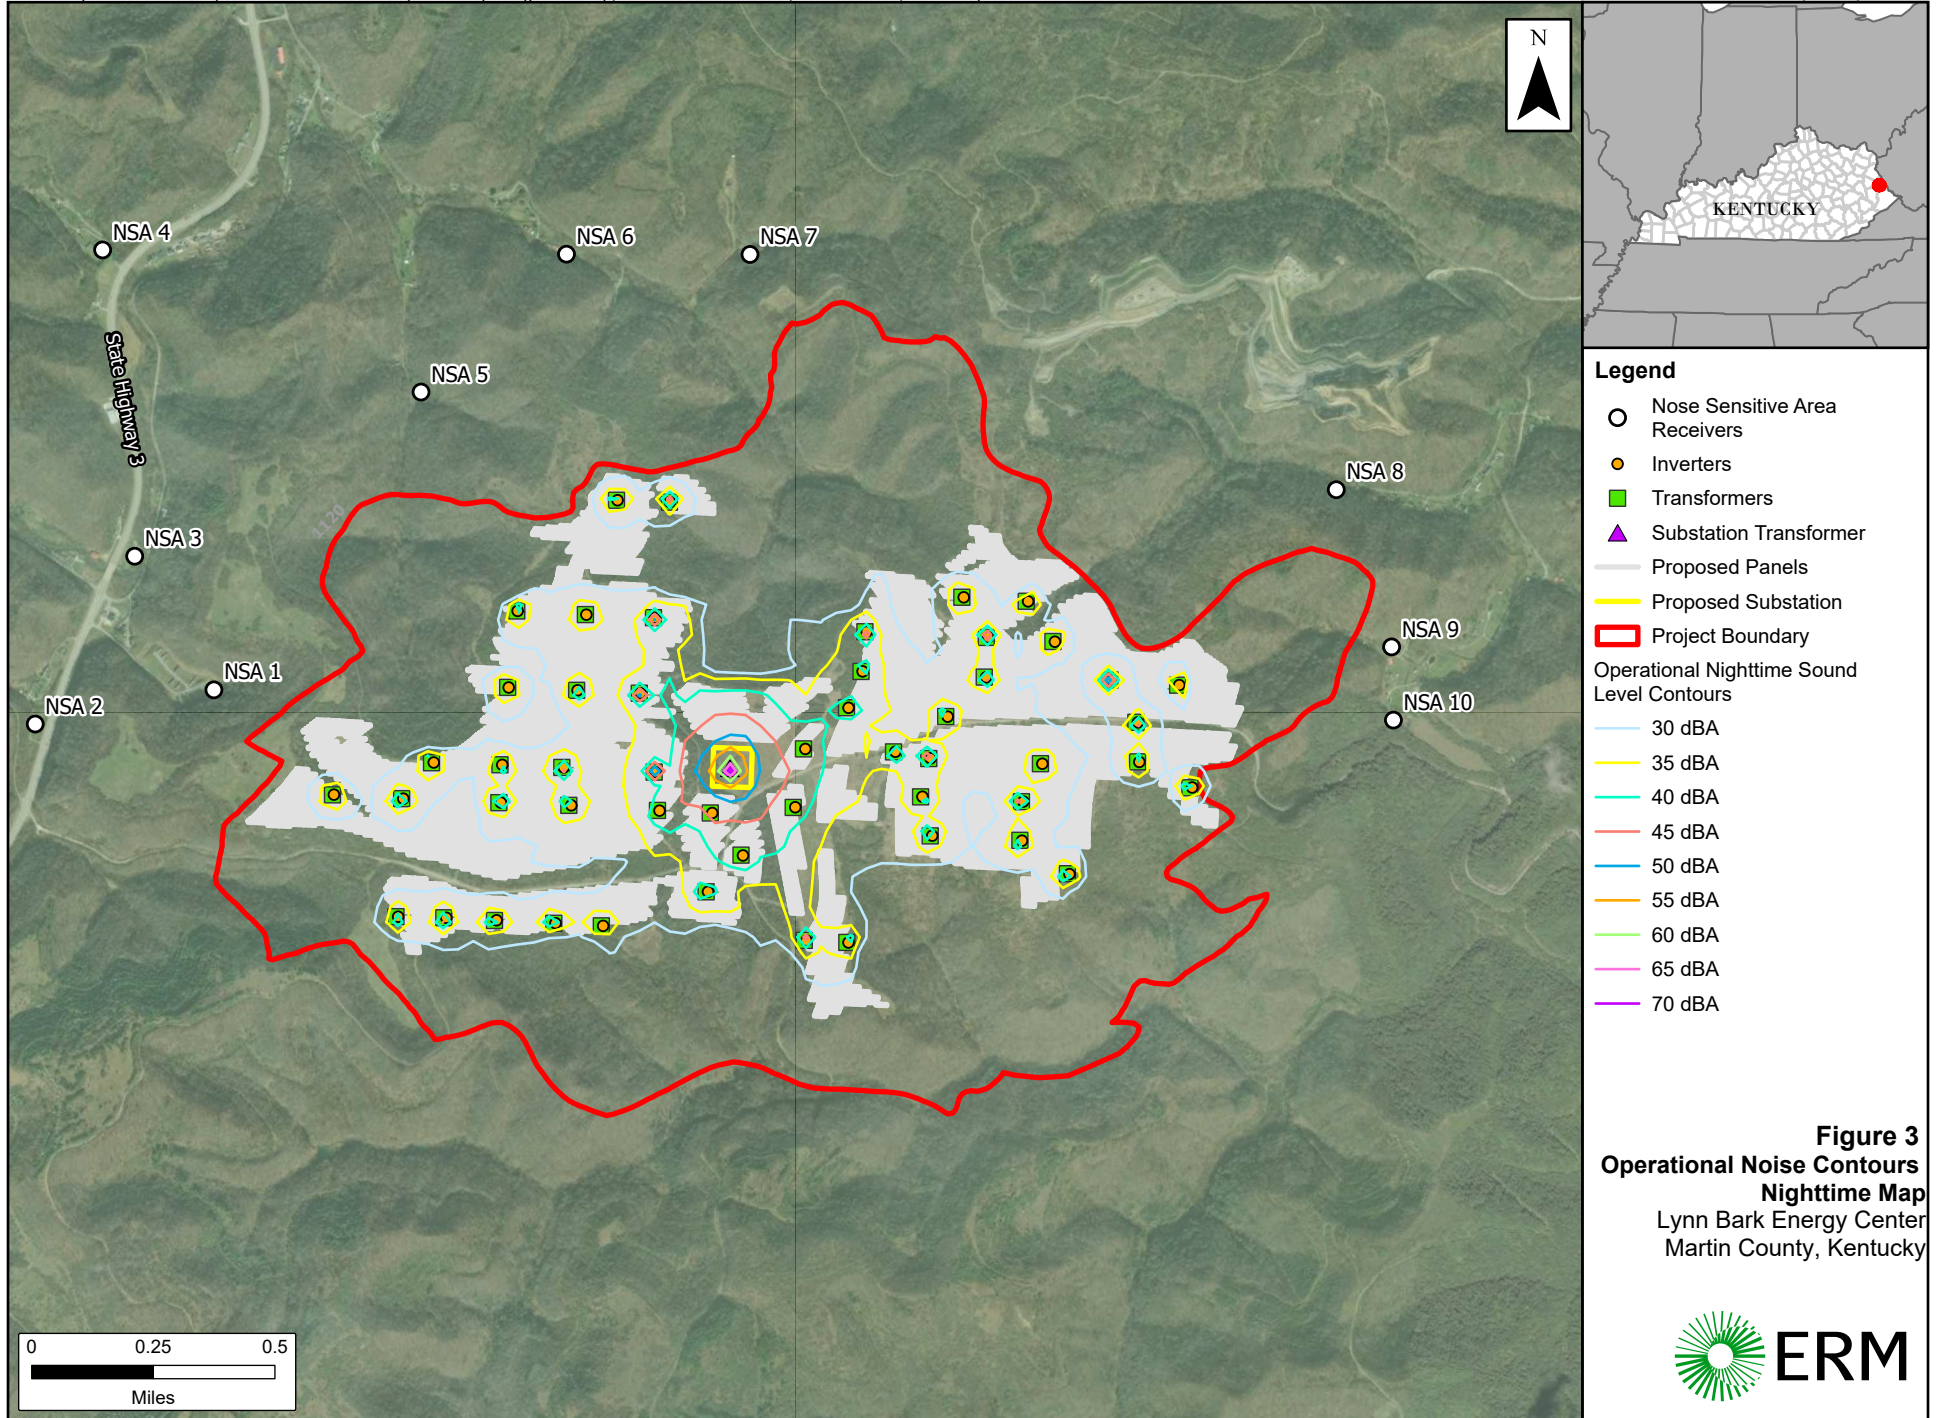 N
KENTUCKY
NSA 4
NSA 6
NSA 7
State Highway 3
NSA 5
NSA 8
1120
NSA 3
NSA 9
NSA 1
NSA 2
NSA 10
Legend
Nose Sensitive Area
Receivers
Inverters
Transformers
Substation Transformer
Proposed Panels
Proposed Substation
Project Boundary
Operational Nighttime Sound
Level Contours
30 dBA
35 dBA
40 dBA
45 dBA
50 dBA
55 dBA
60 dBA
65 dBA
70 dBA
Figure 3
Operational Noise Contours
Nighttime Map
Lynn Bark Energy Center
Martin County, Kentucky
ERM
0 0.25 0.5
Miles